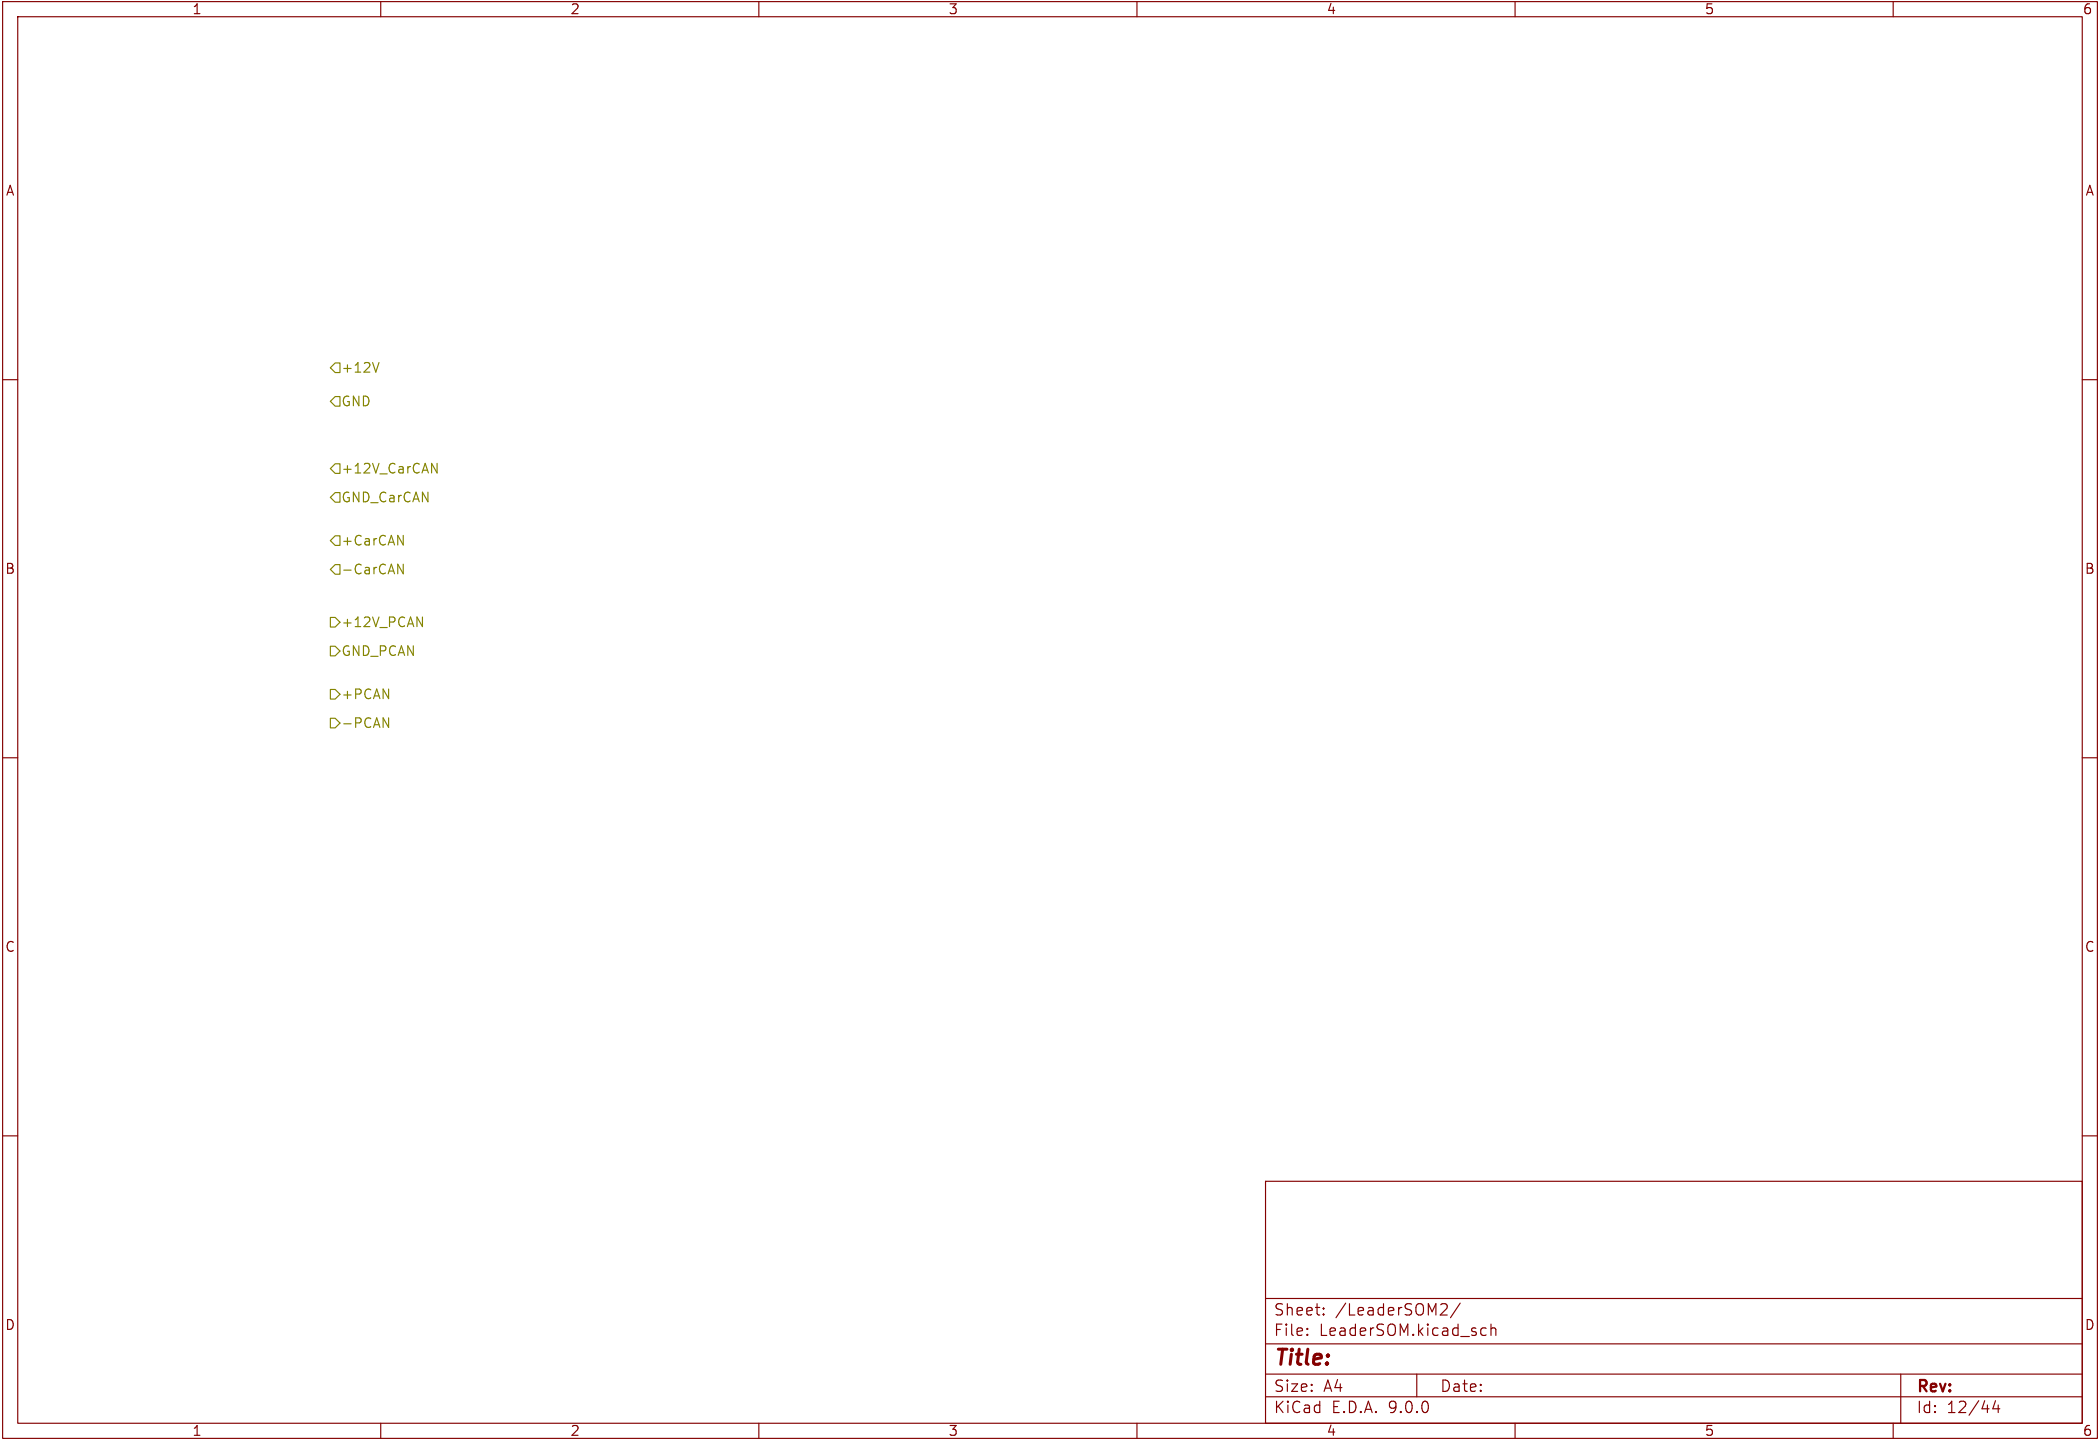 1 2 3 4 5 6
A A
+12V
GND
+12V_CarCAN
GND_CarCAN
+CarCAN
-CarCAN
B B
+12V_PCAN
GND_PCAN
+PCAN
-PCAN
C C
Sheet: /LeaderSOM2/
File: LeaderSOM.kicad_sch
D D
Title:
Size: A4 Date: Rev:
KiCad E.D.A. 9.0.0 Id: 12/44
1 2 3 4 5 6